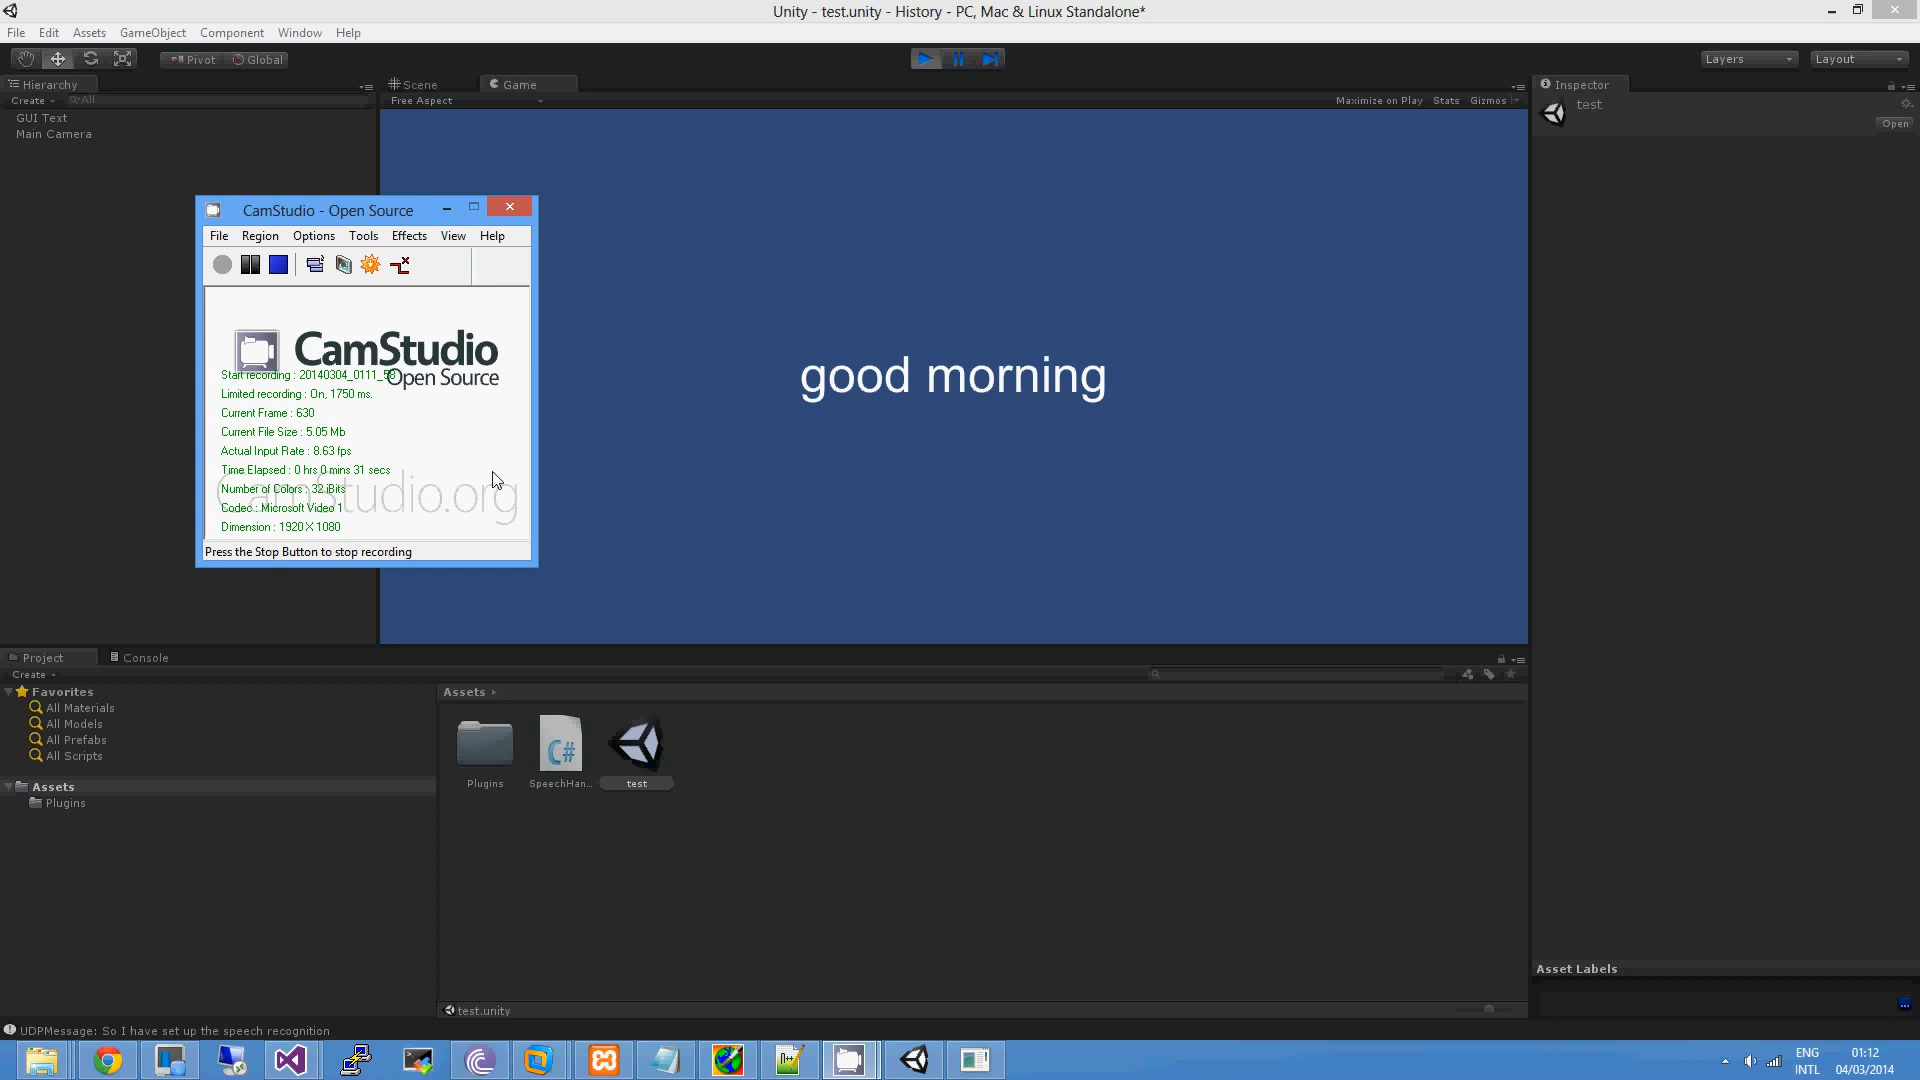 Unity - test.unity - History - PC, Mac & Linux Standalone*
File Edit Assets GameObject Component Window Help
Pivot Global Layers Layout
Hierarchy
Create All
GUI Text
Main Camera
Scene Game
Free Aspect Maximize on Play Stats Gizmos
Inspector
test
Open
CamStudio - Open Source
File Region Options Tools Effects View Help
CamStudio
Open Source
Start recording : 20140304_0111_58
Limited recording : On, 1750 ms.
Current Frame : 630
Current File Size : 5.05 Mb
Actual Input Rate : 8.63 fps
Time Elapsed : 0 hrs 0 mins 31 secs
Number of Colors : 32 iBits
CamStudio.org
Codec : Microsoft Video 1
Dimension : 1920 X 1080
Press the Stop Button to stop recording
good morning
Project Console
Create
Favorites
All Materials
All Models
All Prefabs
All Scripts
Assets
Plugins
Assets
C#
Plugins SpeechHan... test
test.unity
Asset Labels
UDPMessage: So I have set up the speech recognition
ENG 01:12
INTL 04/03/2014